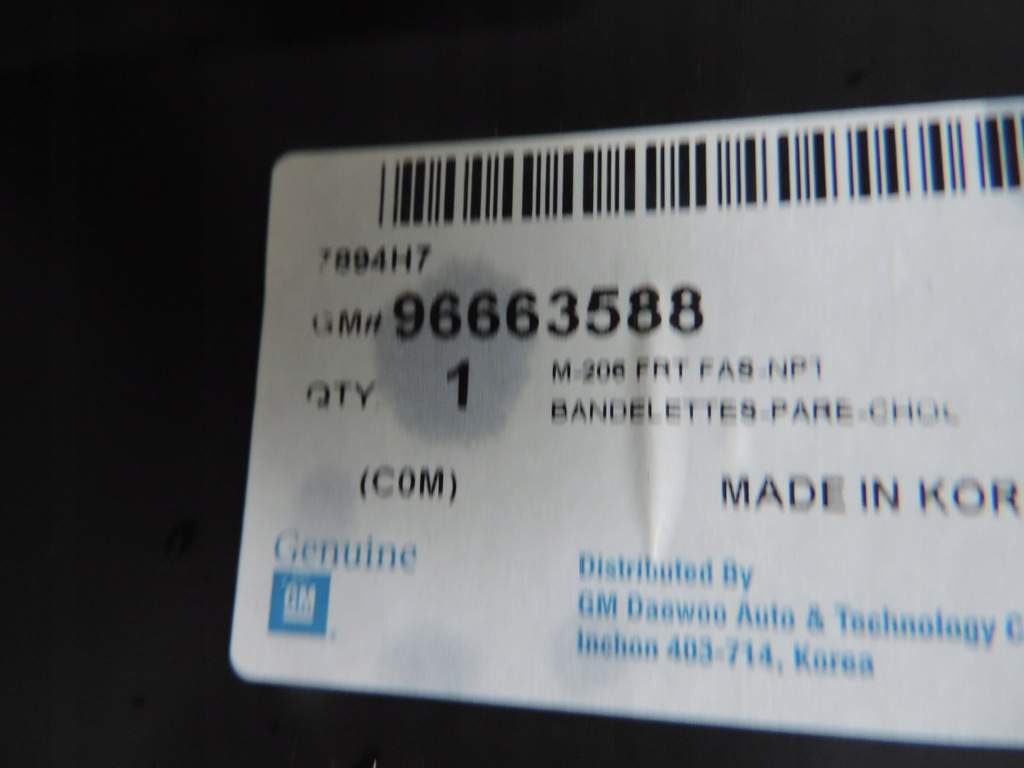 7894H7
GM# 96663588
QTY 1 M-206 FRT FAS-NPT
BANDELETTES-PARE-CHOC
(C0M)
MADE IN KOR
Genuine
GM
Distributed By
GM Daewoo Auto & Technology C
Inchon 403-714, Korea